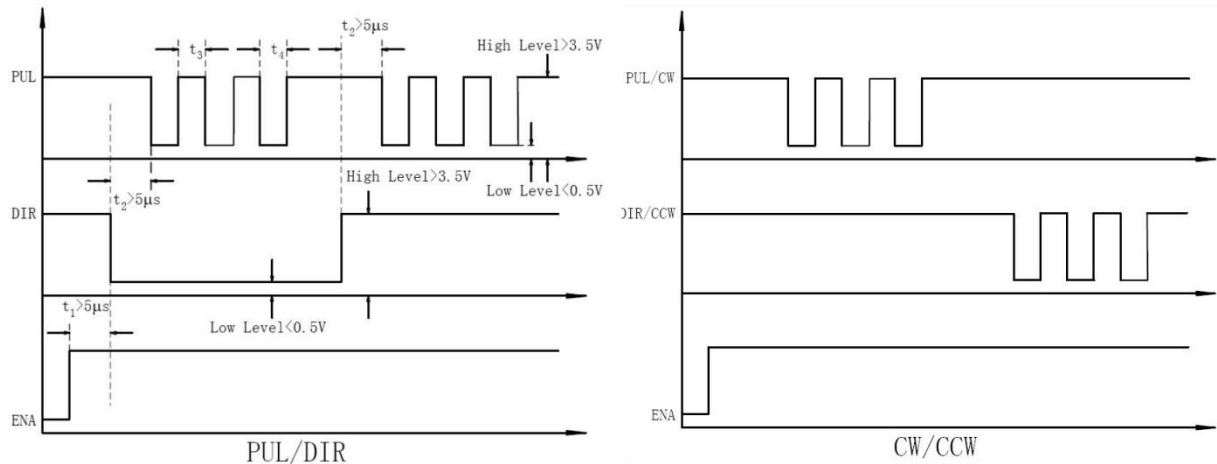 t₂>5μs
t₃
t₄
High Level>3.5V
PUL
Low Level<0.5V
High Level>3.5V
t₂>5μs
DIR
t₁>5μs
Low Level<0.5V
ENA
PUL/DIR
PUL/CW
DIR/CCW
ENA
CW/CCW